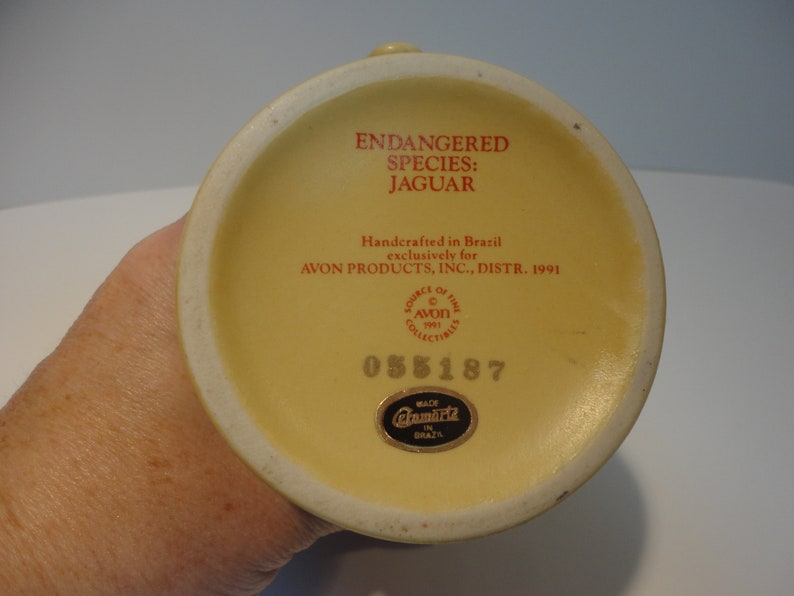 ENDANGERED
SPECIES:
JAGUAR
Handcrafted in Brazil
exclusively for
AVON PRODUCTS, INC., DISTR. 1991
SOURCE OF FINE
©
AVON
1991
COLLECTIBLES
055187
MADE
Ceramarte
IN
BRAZIL